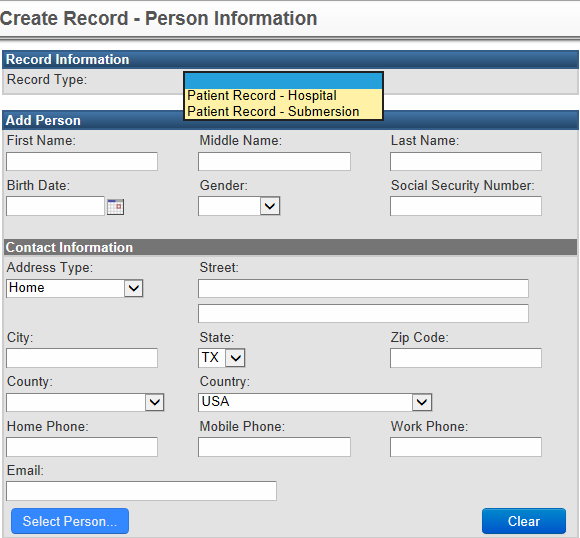 Create Record - Person Information
Record Information
Record Type:
Patient Record - Hospital
Patient Record - Submersion
Add Person
First Name: Middle Name: Last Name:
Birth Date: Gender: Social Security Number:
Contact Information
Address Type: Street:
Home
City: State: Zip Code:
TX
County: Country:
USA
Home Phone: Mobile Phone: Work Phone:
Email:
Select Person... Clear